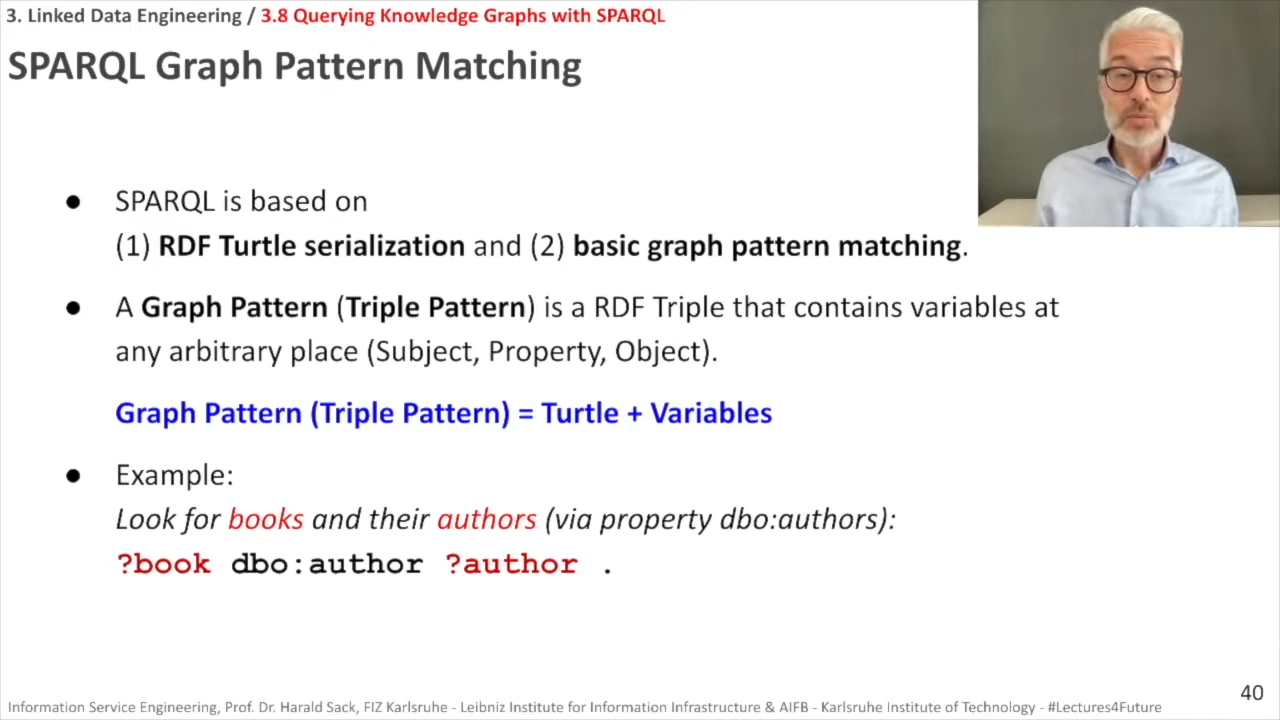 3. Linked Data Engineering / 3.8 Querying Knowledge Graphs with SPARQL
SPARQL Graph Pattern Matching
● SPARQL is based on
(1) RDF Turtle serialization and (2) basic graph pattern matching.
● A Graph Pattern (Triple Pattern) is a RDF Triple that contains variables at
any arbitrary place (Subject, Property, Object).
Graph Pattern (Triple Pattern) = Turtle + Variables
● Example:
Look for books and their authors (via property dbo:authors):
?book dbo:author ?author .
40
Information Service Engineering, Prof. Dr. Harald Sack, FIZ Karlsruhe - Leibniz Institute for Information Infrastructure & AIFB - Karlsruhe Institute of Technology - #Lectures4Future